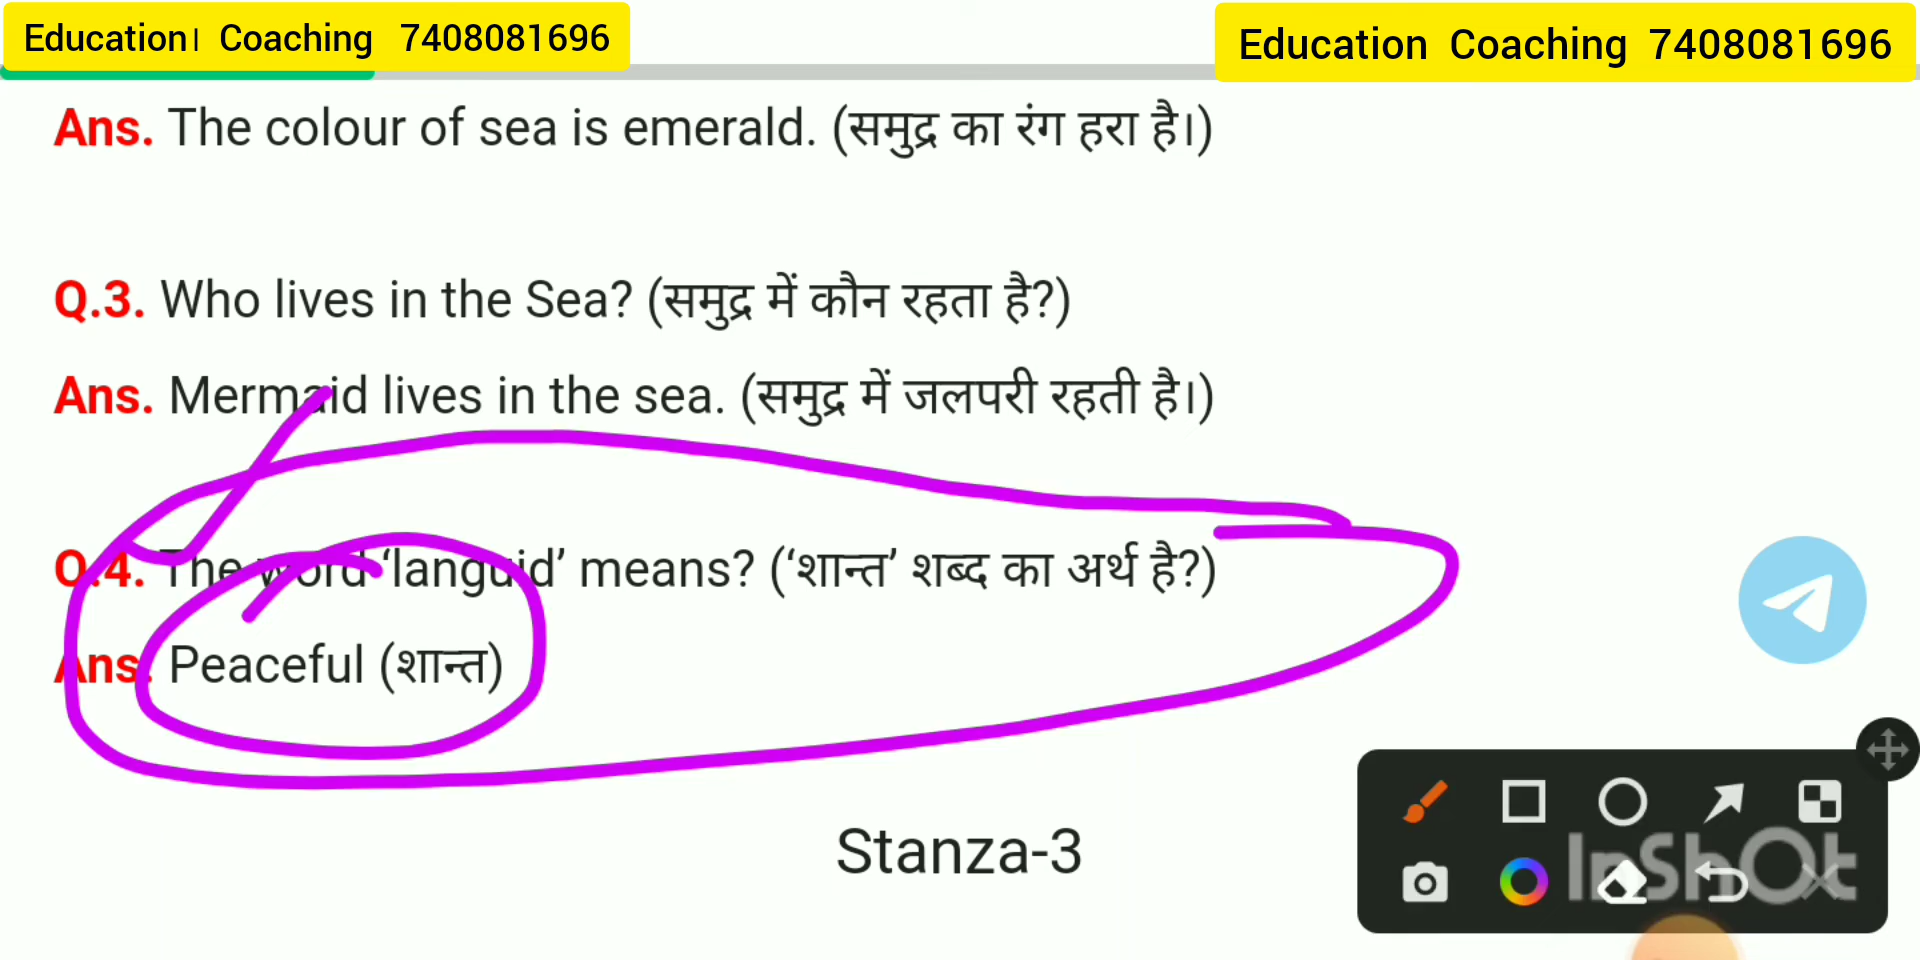 Education। Coaching 7408081696
Education Coaching 7408081696
Ans. The colour of sea is emerald. (समुद्र का रंग हरा है।)
Q.3. Who lives in the Sea? (समुद्र में कौन रहता है?)
Ans. Mermaid lives in the sea. (समुद्र में जलपरी रहती है।)
Q.4. The word ‘languid’ means? (‘शान्त’ शब्द का अर्थ है?)
Ans. Peaceful (शान्त)
Stanza-3
InShOt